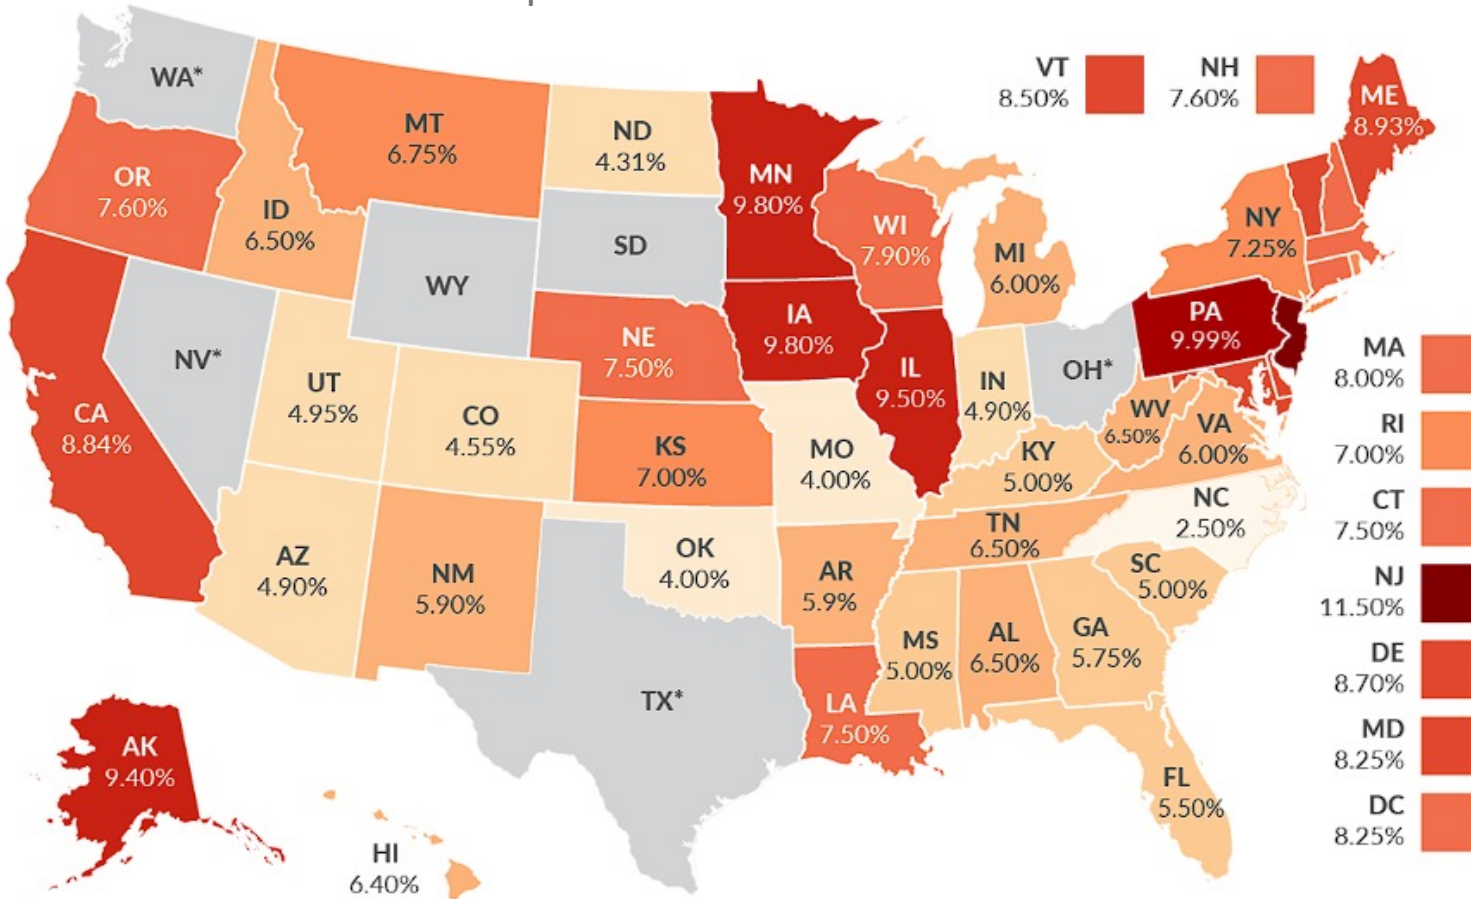 WA*
VT
8.50%
NH
7.60%
ME
8.93%
MT
6.75%
ND
4.31%
MN
9.80%
OR
7.60%
ID
6.50%
WI
7.90%
NY
7.25%
SD
MI
6.00%
WY
IA
9.80%
PA
9.99%
NE
7.50%
MA
8.00%
NV*
UT
4.95%
IL
9.50%
IN
4.90%
OH*
CA
8.84%
CO
4.55%
WV
6.50%
VA
6.00%
RI
7.00%
KS
7.00%
MO
4.00%
KY
5.00%
NC
2.50%
CT
7.50%
TN
6.50%
AZ
4.90%
NM
5.90%
OK
4.00%
AR
5.9%
SC
5.00%
NJ
11.50%
MS
5.00%
AL
6.50%
GA
5.75%
DE
8.70%
TX*
LA
7.50%
AK
9.40%
MD
8.25%
FL
5.50%
DC
8.25%
HI
6.40%